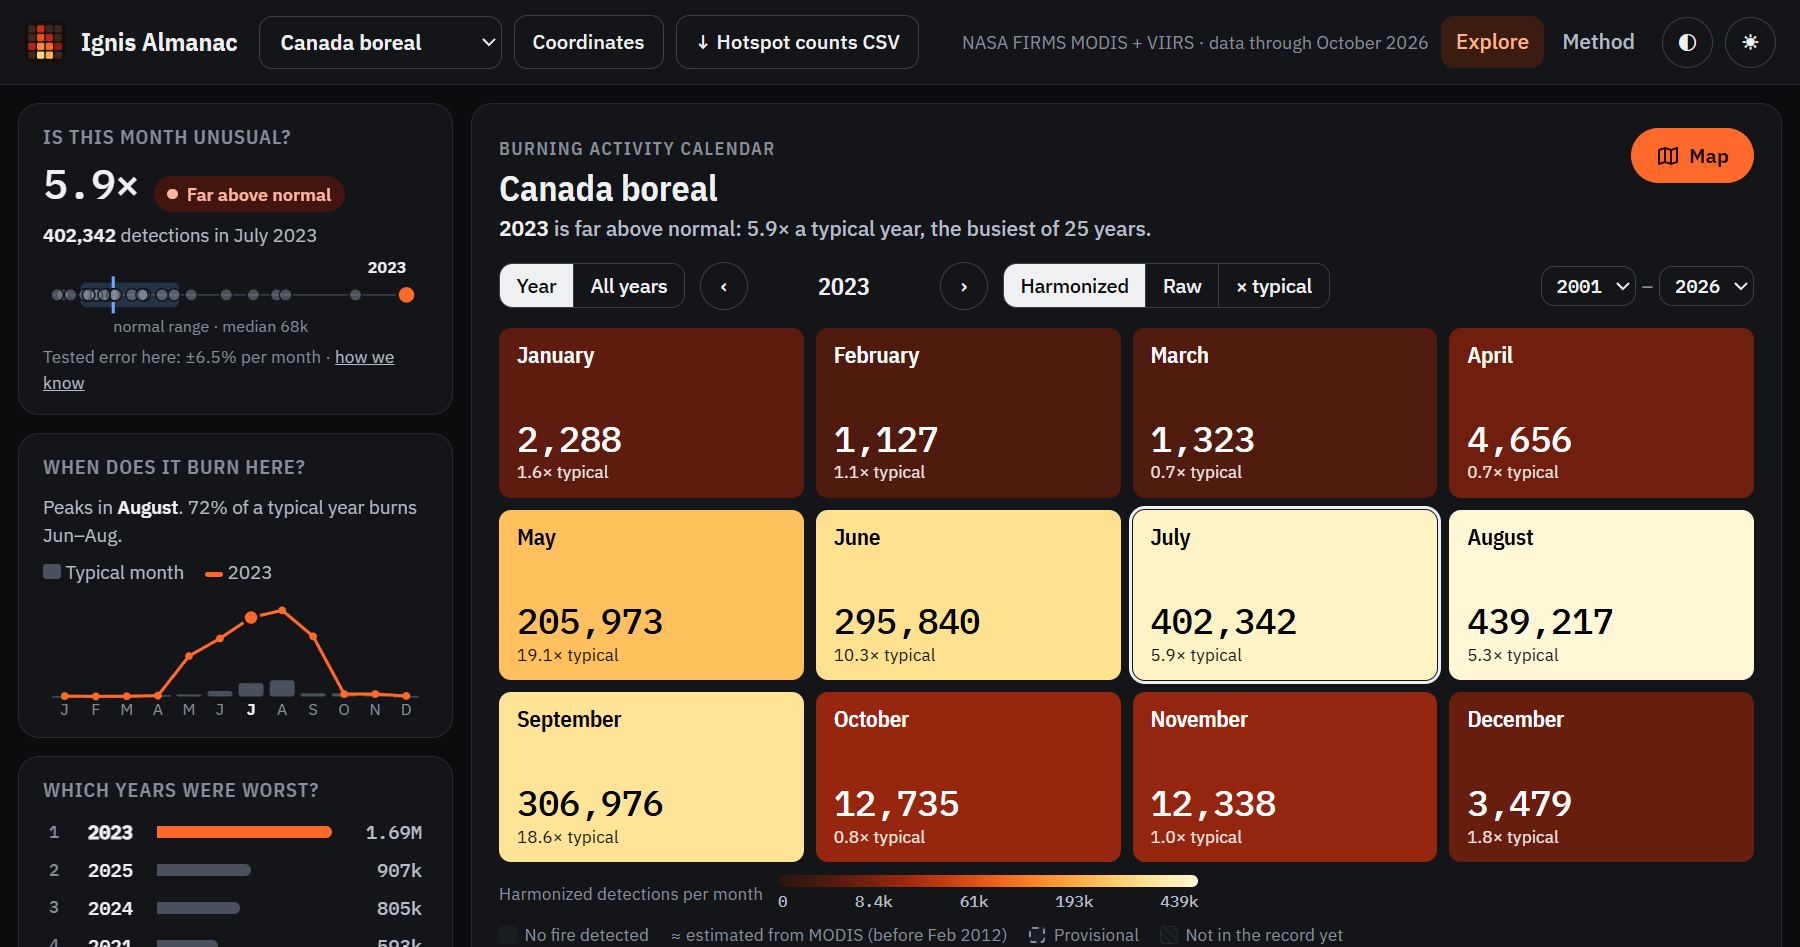 Ignis Almanac
Canada boreal
Coordinates
↓ Hotspot counts CSV
NASA FIRMS MODIS + VIIRS · data through October 2026
Explore
Method
IS THIS MONTH UNUSUAL?
5.9×
Far above normal
402,342 detections in July 2023
2023
normal range · median 68k
Tested error here: ±6.5% per month · how we
know
WHEN DOES IT BURN HERE?
Peaks in August. 72% of a typical year burns
Jun–Aug.
Typical month
2023
J F M A M J J A S O N D
WHICH YEARS WERE WORST?
1 2023 1.69M
2 2025 907k
3 2024 805k
4 2021 593k
BURNING ACTIVITY CALENDAR
Map
Canada boreal
2023 is far above normal: 5.9× a typical year, the busiest of 25 years.
Year
All years
‹
2023
›
Harmonized
Raw
× typical
2001 – 2026
January
2,288
1.6× typical
February
1,127
1.1× typical
March
1,323
0.7× typical
April
4,656
0.7× typical
May
205,973
19.1× typical
June
295,840
10.3× typical
July
402,342
5.9× typical
August
439,217
5.3× typical
September
306,976
18.6× typical
October
12,735
0.8× typical
November
12,338
1.0× typical
December
3,479
1.8× typical
Harmonized detections per month
0 8.4k 61k 193k 439k
No fire detected
≈ estimated from MODIS (before Feb 2012)
Provisional
Not in the record yet